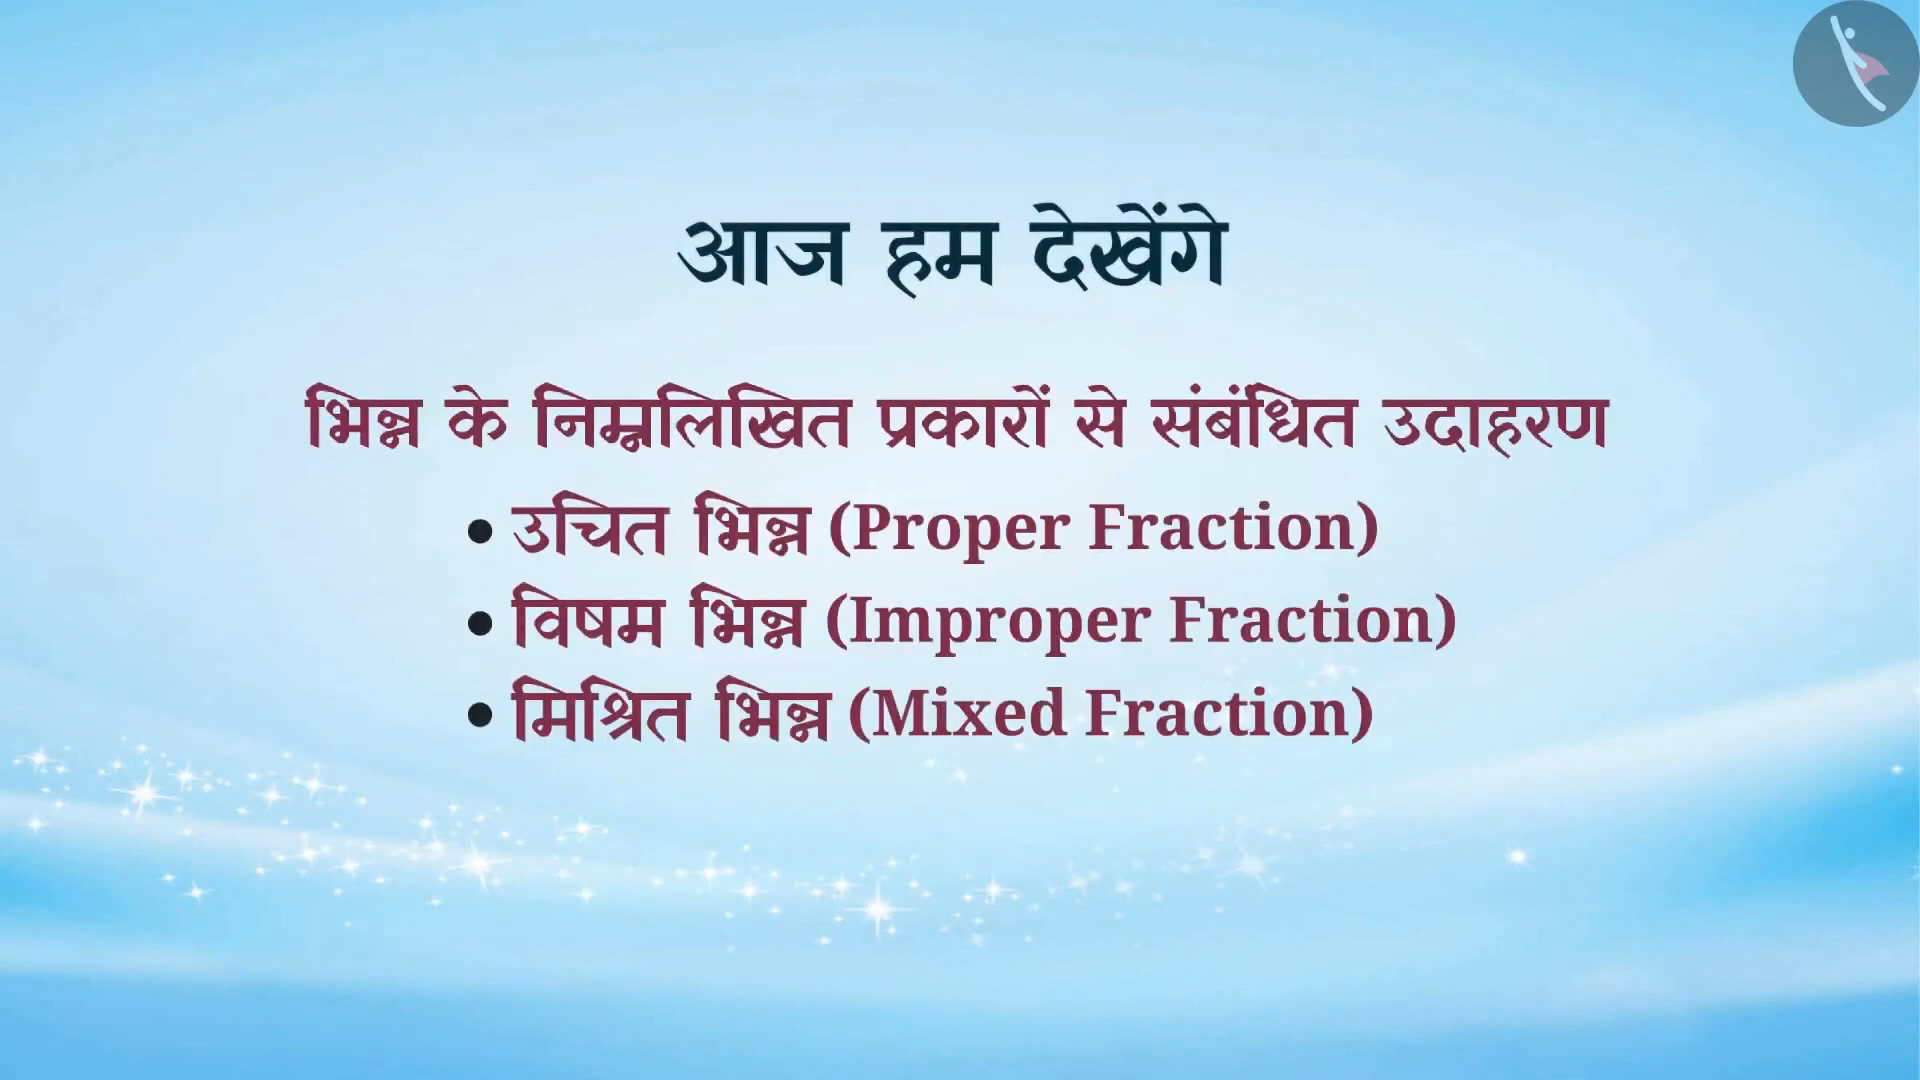 आज हम देखेंगे
भिन्न के निम्नलिखित प्रकारों से संबंधित उदाहरण
• उचित भिन्न (Proper Fraction)
• विषम भिन्न (Improper Fraction)
• मिश्रित भिन्न (Mixed Fraction)